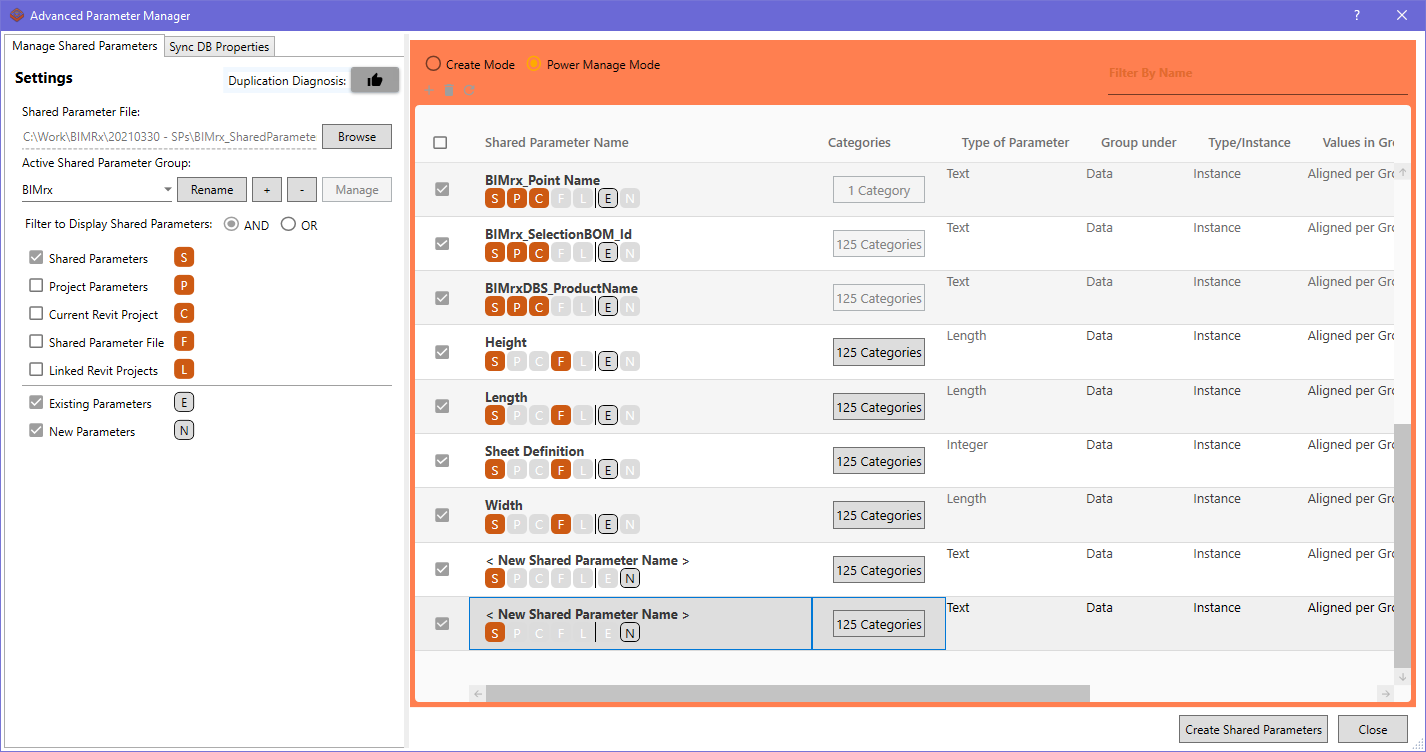 Advanced Parameter Manager
?
Manage Shared Parameters
Sync DB Properties
Settings
Duplication Diagnosis:
Shared Parameter File:
C:\Work\BIMRx\20210330 - SPs\BIMrx_SharedParamete
Browse
Active Shared Parameter Group:
BIMrx
Rename
+
-
Manage
Filter to Display Shared Parameters:
AND
OR
Shared Parameters S
Project Parameters P
Current Revit Project C
Shared Parameter File F
Linked Revit Projects L
Existing Parameters E
New Parameters N
Create Mode
Power Manage Mode
Filter By Name
Shared Parameter Name Categories Type of Parameter Group under Type/Instance Values in Gr
BIMrx_Point Name
S P C F L E N
1 Category
Text Data Instance Aligned per Gro
BIMrx_SelectionBOM_Id
S P C F L E N
125 Categories
Text Data Instance Aligned per Gro
BIMrxDBS_ProductName
S P C F L E N
125 Categories
Text Data Instance Aligned per Gro
Height
S P C F L E N
125 Categories
Length Data Instance Aligned per Gro
Length
S P C F L E N
125 Categories
Length Data Instance Aligned per Gro
Sheet Definition
S P C F L E N
125 Categories
Integer Data Instance Aligned per Gro
Width
S P C F L E N
125 Categories
Length Data Instance Aligned per Gro
< New Shared Parameter Name >
S P C F L E N
125 Categories
Text Data Instance Aligned per Gro
< New Shared Parameter Name >
S P C F L E N
125 Categories
Text Data Instance Aligned per Gro
Create Shared Parameters
Close